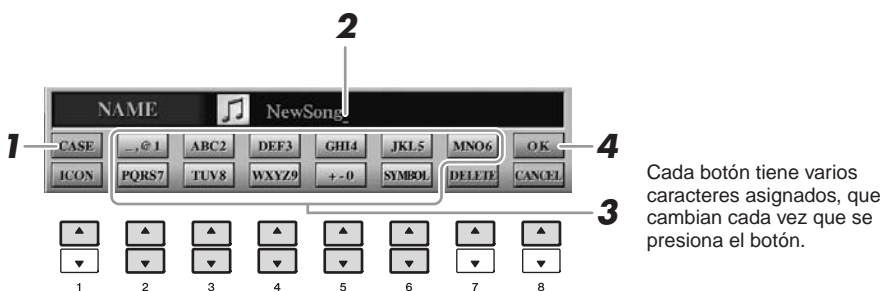 2
NAME NewSong_
1
CASE _,@1 ABC2 DEF3 GHI4 JKL5 MNO6 OK
4
ICON PQRS7 TUV8 WXYZ9 +-0 SYMBOL DELETE CANCEL
3
Cada botón tiene varios
caracteres asignados, que
cambian cada vez que se
presiona el botón.
1 2 3 4 5 6 7 8